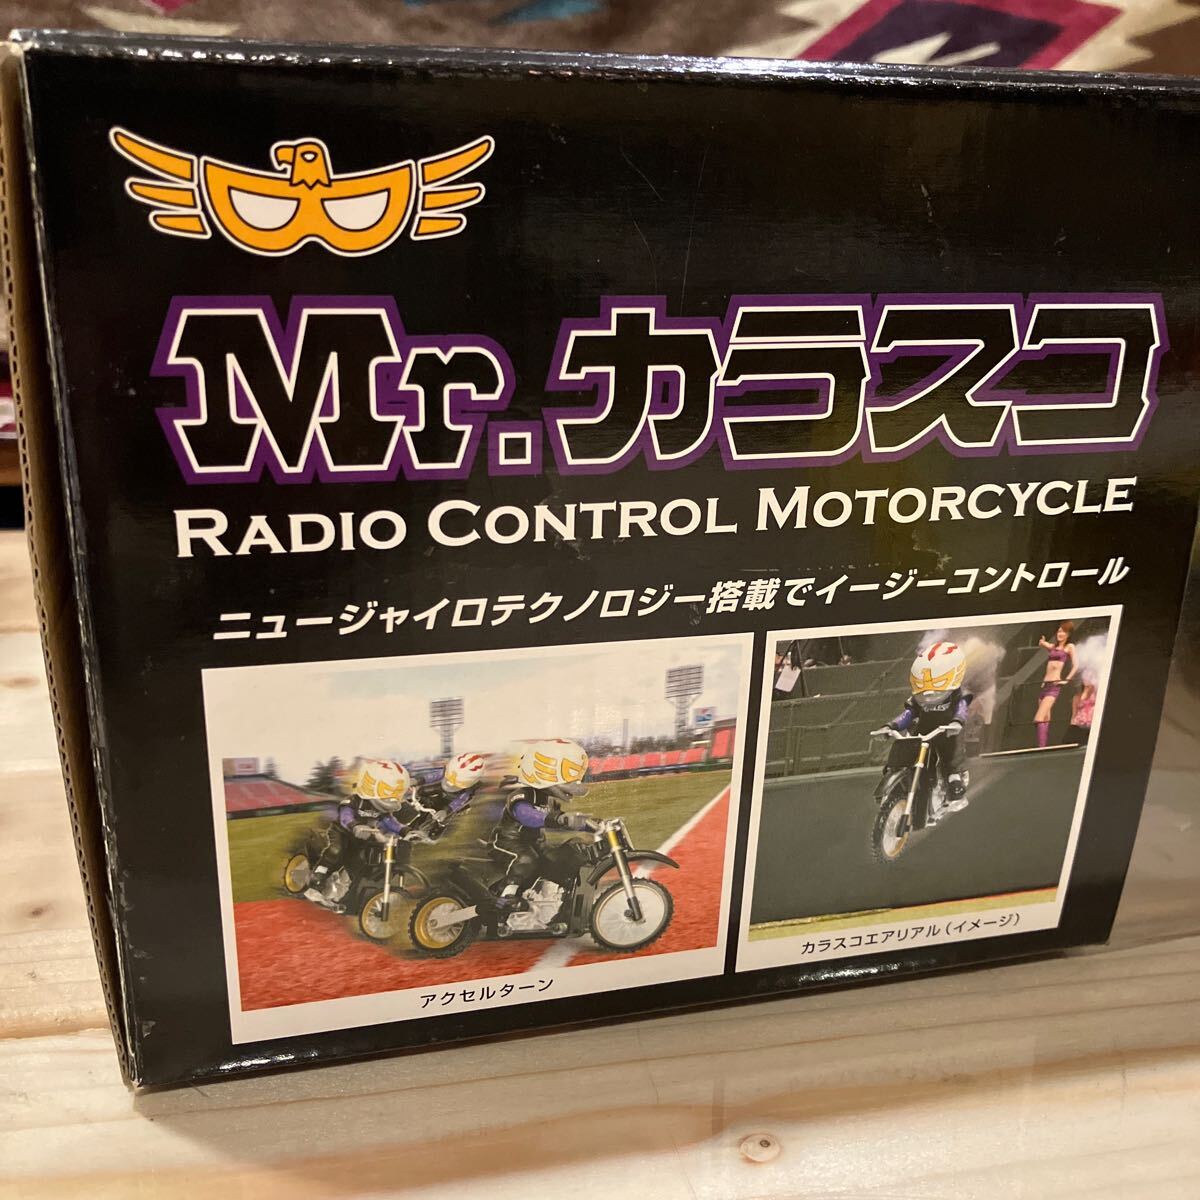 Mr.カラスコ
RADIO CONTROL MOTORCYCLE
ニュージャイロテクノロジー搭載でイージーコントロール
アクセルターン
カラスコエアリアル(イメージ)